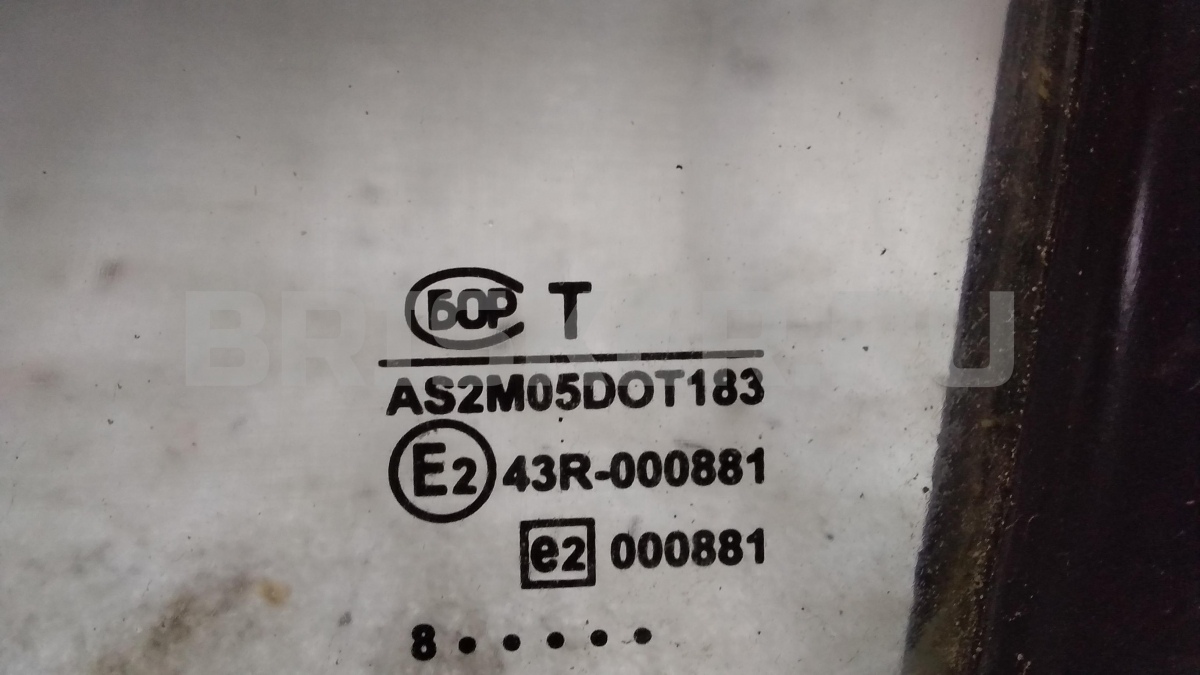 БОР T
AS2M05DOT183
E2 43R-000881
e2 000881
8 • • • • •